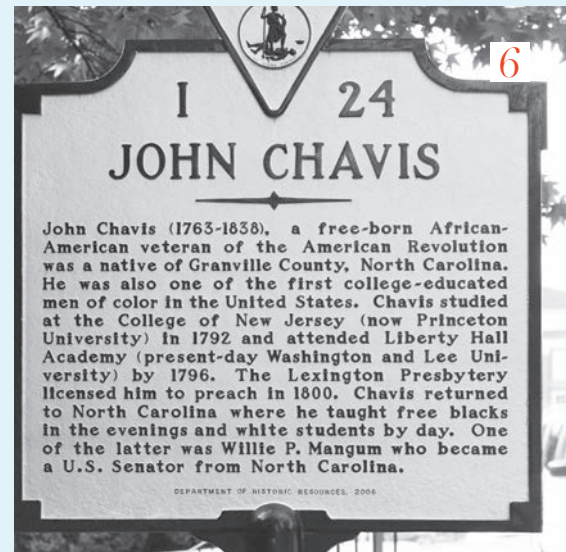 6
I 24
JOHN CHAVIS
John Chavis (1763-1838), a free-born African-
American veteran of the American Revolution
was a native of Granville County, North Carolina.
He was also one of the first college-educated
men of color in the United States. Chavis studied
at the College of New Jersey (now Princeton
University) in 1792 and attended Liberty Hall
Academy (present-day Washington and Lee Uni-
versity) by 1796. The Lexington Presbytery
licensed him to preach in 1800. Chavis returned
to North Carolina where he taught free blacks
in the evenings and white students by day. One
of the latter was Willie P. Mangum who became
a U.S. Senator from North Carolina.
DEPARTMENT OF HISTORIC RESOURCES, 2006